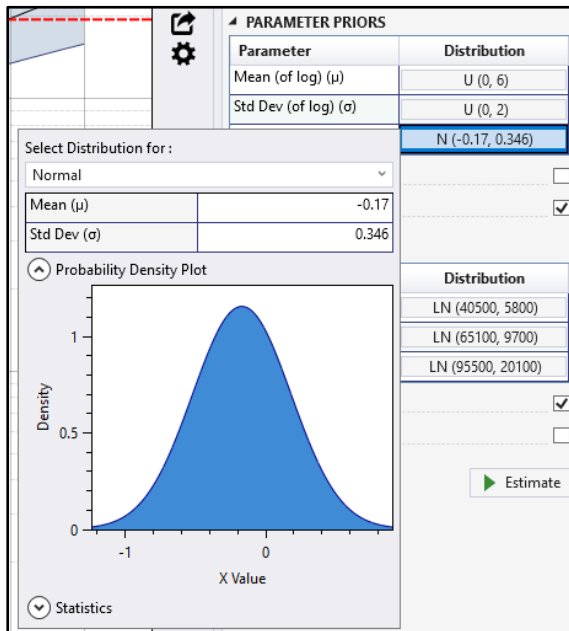 PARAMETER PRIORS
Parameter Distribution
Mean (of log) (μ) U (0, 6)
Std Dev (of log) (σ) U (0, 2)
N (-0.17, 0.346)
Select Distribution for :
Normal
Mean (μ) -0.17
Std Dev (σ) 0.346
Probability Density Plot
1
0.5
0
Density
-1 0
X Value
Statistics
Distribution
LN (40500, 5800)
LN (65100, 9700)
LN (95500, 20100)
Estimate